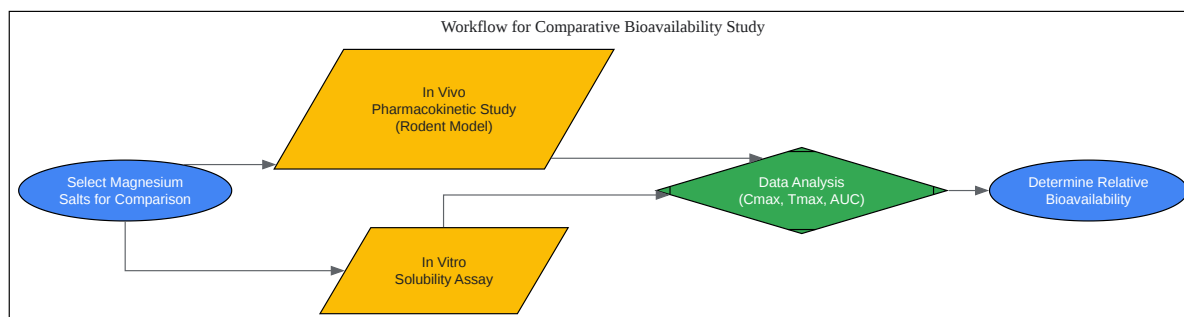 Workflow for Comparative Bioavailability Study
In Vivo
Pharmacokinetic Study
(Rodent Model)
Select Magnesium
Salts for Comparison
Data Analysis
(Cmax, Tmax, AUC)
Determine Relative
Bioavailability
In Vitro
Solubility Assay